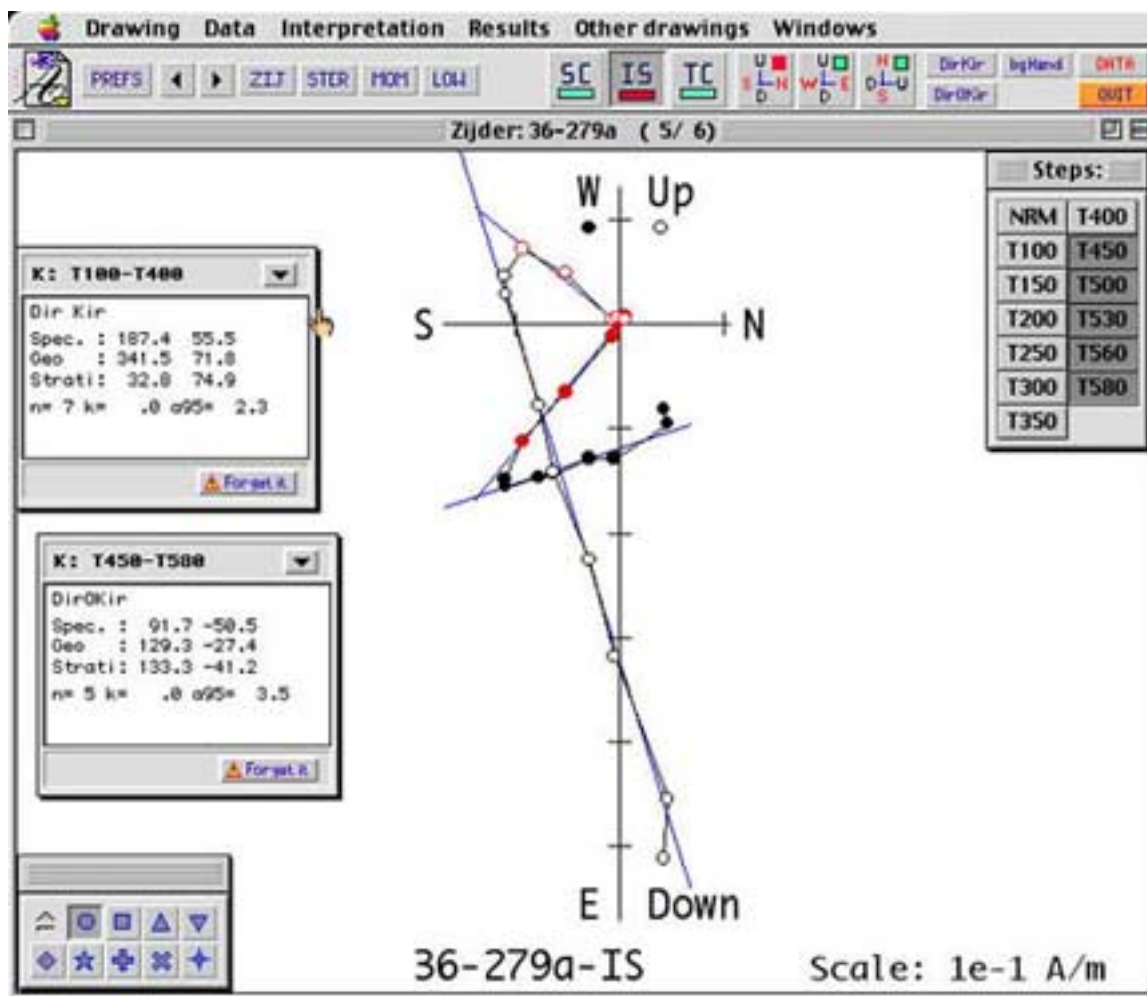 Drawing Data Interpretation Results Other drawings Windows
PREFS ZIJ STER MOM LOW SC IS TC U S N D U W E D N D U S DirKir bgHand DATA
DirOKir QUIT
Zijder: 36-279a ( 5/ 6)
Steps:
NRM T400
T100 T450
T150 T500
T200 T530
T250 T560
T300 T580
T350
W Up
S N
E Down
K: T100-T400
Dir Kir
Spec. : 187.4 55.5
Geo : 341.5 71.8
Strati: 32.8 74.9
n= 7 k= .0 α95= 2.3
Forget it
K: T450-T580
DirOKir
Spec. : 91.7 -50.5
Geo : 129.3 -27.4
Strati: 133.3 -41.2
n= 5 k= .0 α95= 3.5
Forget it
36-279a-IS Scale: 1e-1 A/m